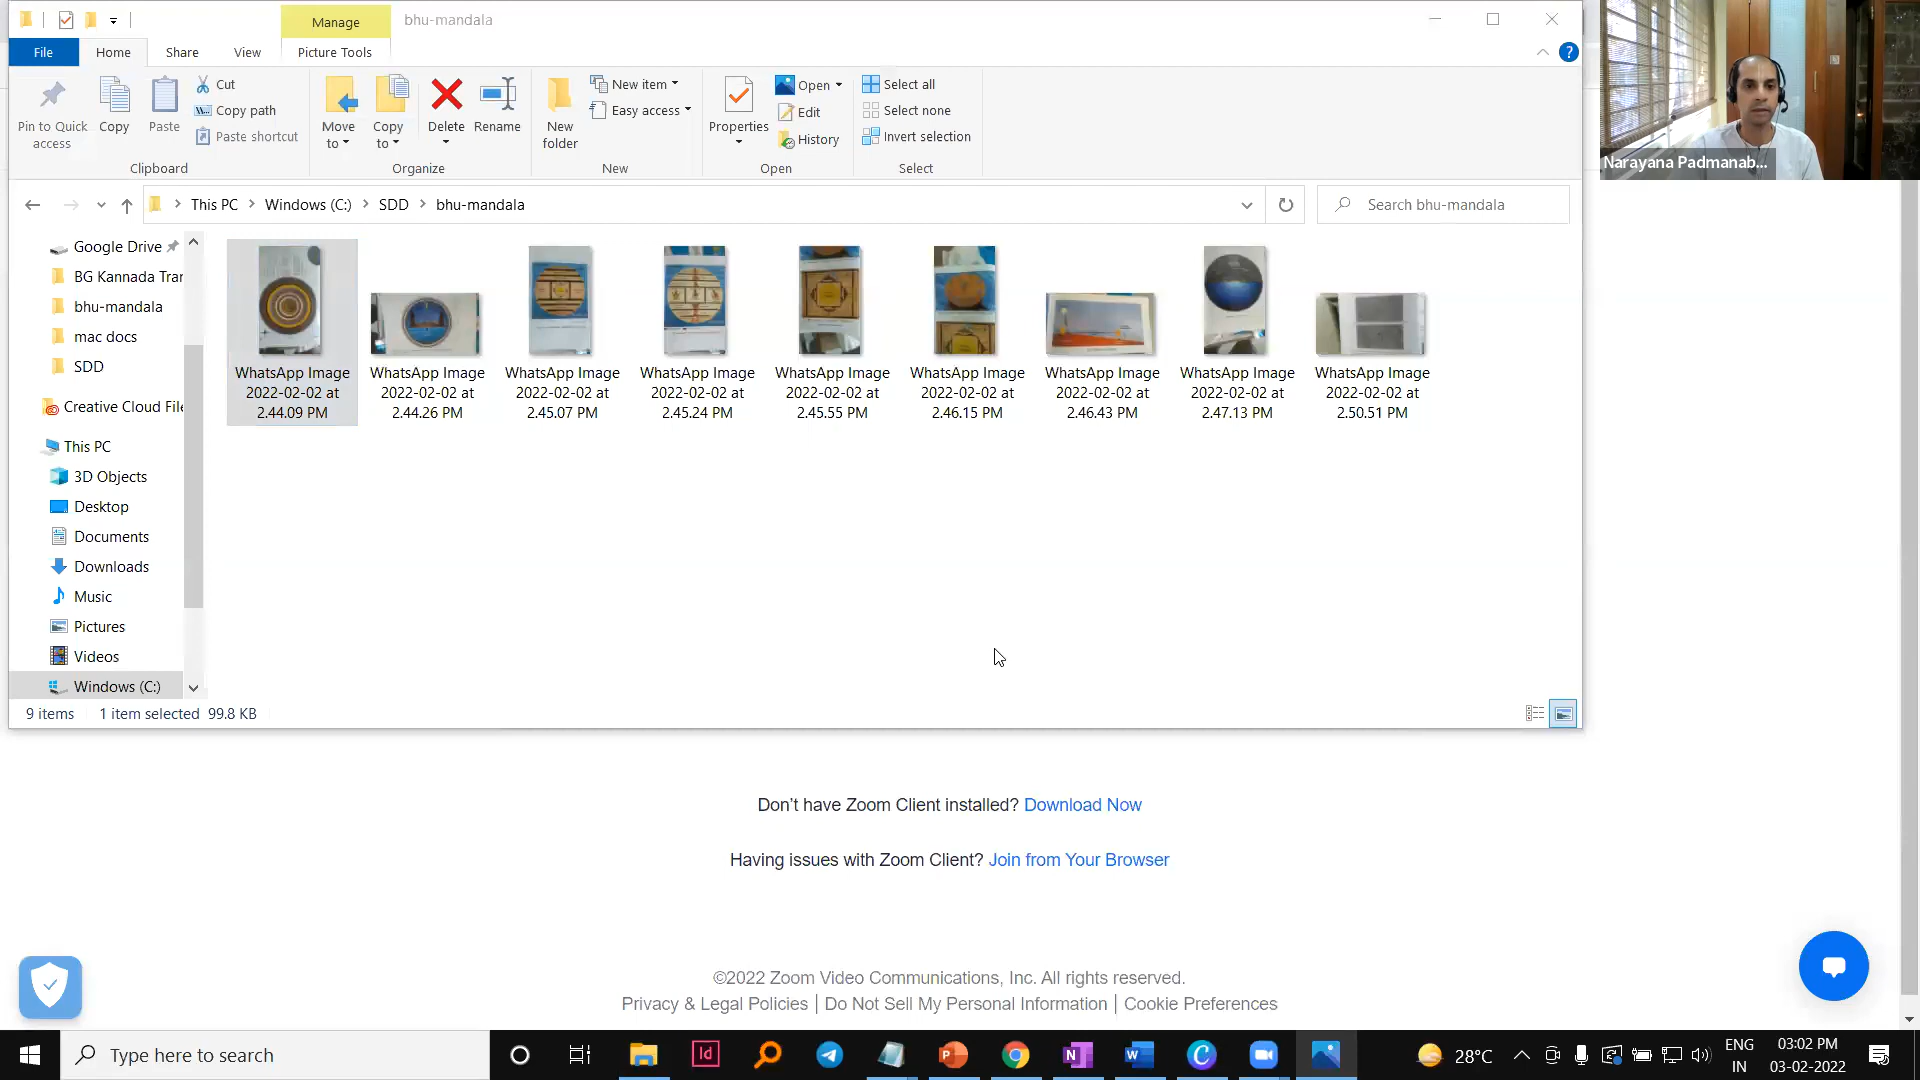 Manage
bhu-mandala
File
Home
Share
View
Picture Tools
Pin to Quick access
Copy
Paste
Cut
Copy path
Paste shortcut
Clipboard
Move to
Copy to
Delete
Rename
Organize
New folder
New item
Easy access
New
Properties
Open
Edit
History
Open
Select all
Select none
Invert selection
Select
Narayana Padmanab...
This PC
Windows (C:)
SDD
bhu-mandala
Search bhu-mandala
Google Drive
BG Kannada Trar
bhu-mandala
mac docs
SDD
Creative Cloud File
This PC
3D Objects
Desktop
Documents
Downloads
Music
Pictures
Videos
Windows (C:)
WhatsApp Image
2022-02-02 at
2.44.09 PM
WhatsApp Image
2022-02-02 at
2.44.26 PM
WhatsApp Image
2022-02-02 at
2.45.07 PM
WhatsApp Image
2022-02-02 at
2.45.24 PM
WhatsApp Image
2022-02-02 at
2.45.55 PM
WhatsApp Image
2022-02-02 at
2.46.15 PM
WhatsApp Image
2022-02-02 at
2.46.43 PM
WhatsApp Image
2022-02-02 at
2.47.13 PM
WhatsApp Image
2022-02-02 at
2.50.51 PM
9 items
1 item selected 99.8 KB
Don't have Zoom Client installed? Download Now
Having issues with Zoom Client? Join from Your Browser
©2022 Zoom Video Communications, Inc. All rights reserved.
Privacy & Legal Policies | Do Not Sell My Personal Information | Cookie Preferences
Type here to search
28°C
ENG
IN
03:02 PM
03-02-2022